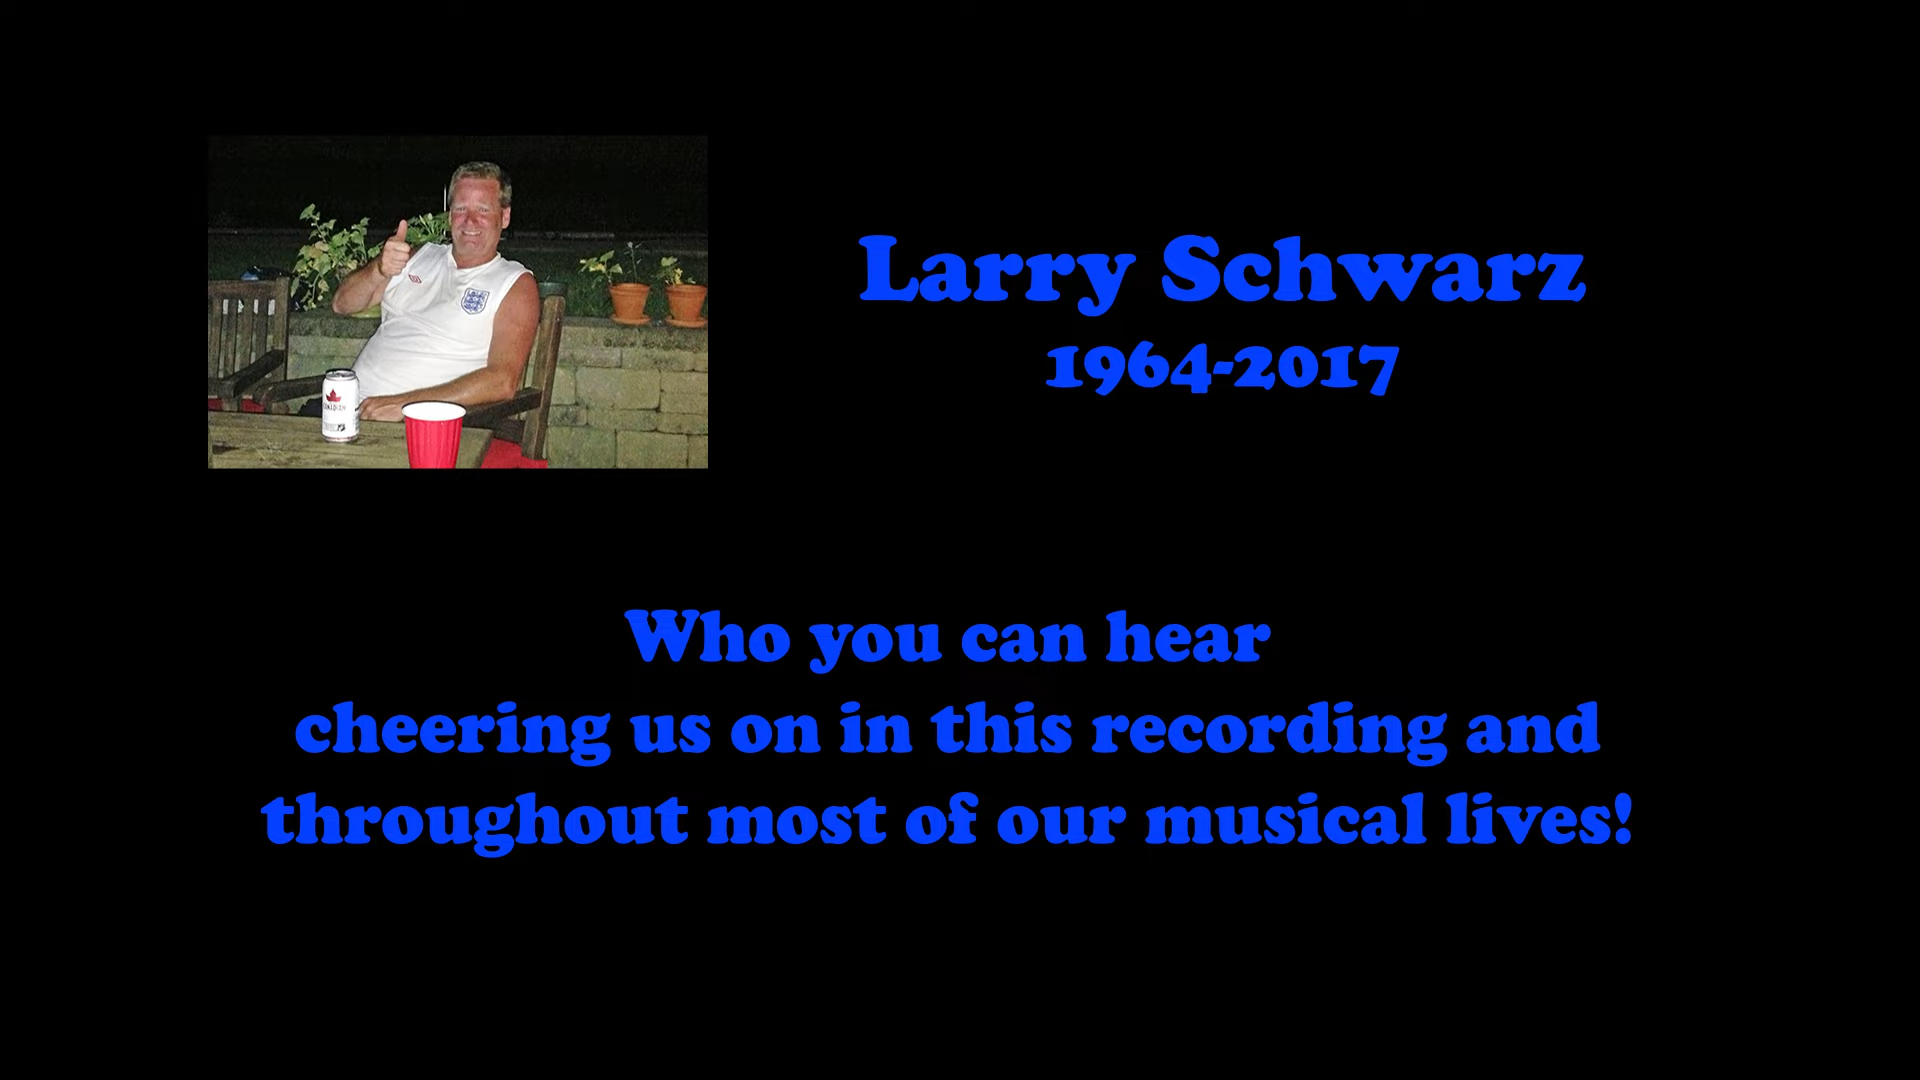 Larry Schwarz
1964-2017
CANADIAN
Who you can hear
cheering us on in this recording and
throughout most of our musical lives!